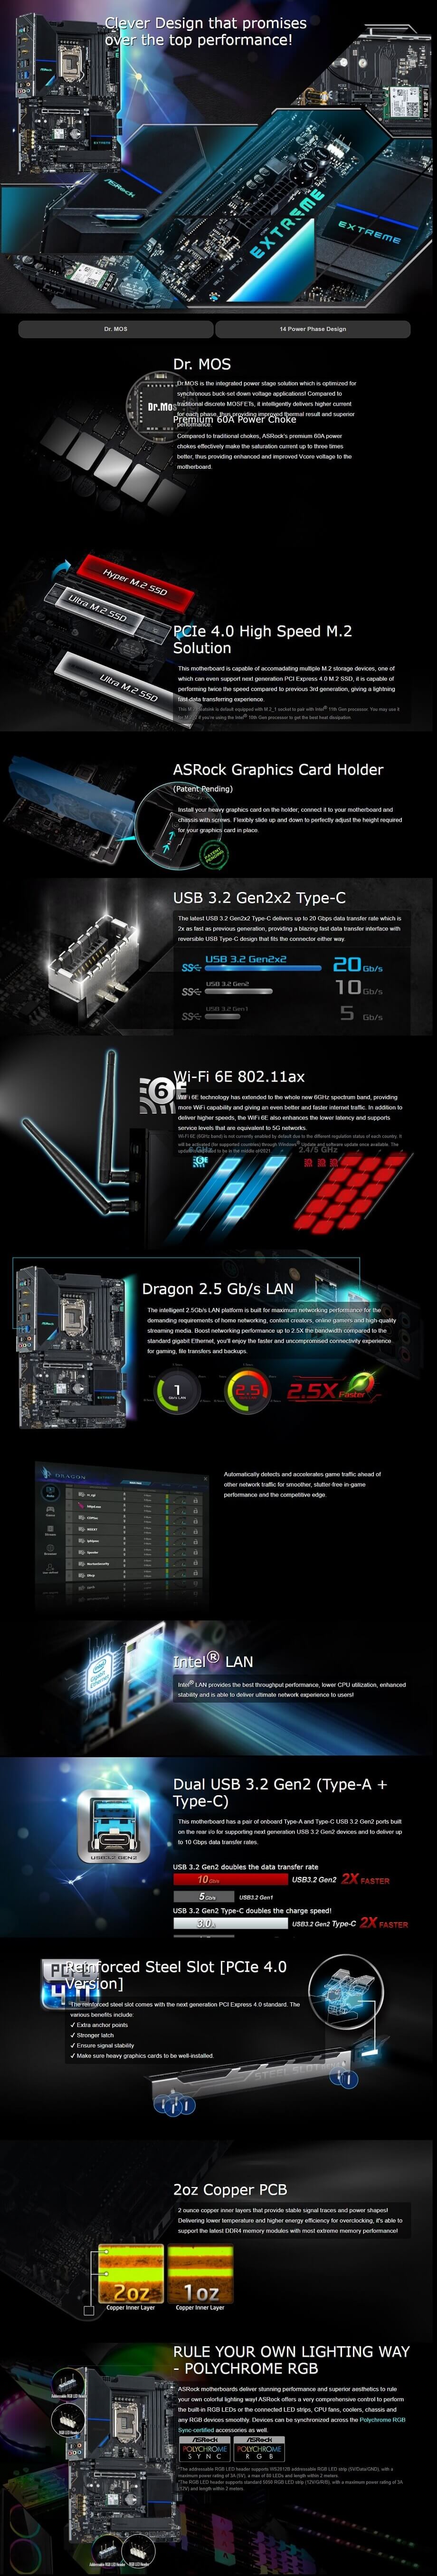 Clever Design that promises
over the top performance!
EXTREME
ASRock
EXTREME
EXTREME
Dr. MOS
14 Power Phase Design
Dr. MOS
Dr.MOS is the integrated power stage solution which is optimized for
synchronous buck-set down voltage applications! Compared to
traditional discrete MOSFETs, it intelligently delivers higher current
for each phase, thus providing improved thermal result and superior
performance.
Dr.Mos
Premium 60A Power Choke
Compared to traditional chokes, ASRock's premium 60A power
chokes effectively make the saturation current up to three times
better, thus providing enhanced and improved Vcore voltage to the
motherboard.
Hyper M.2 SSD
Ultra M.2 SSD
Ultra M.2 SSD
PCIe 4.0 High Speed M.2
Solution
This motherboard is capable of accomadating multiple M.2 storage devices, one of
which can even support next generation PCI Express 4.0 M.2 SSD, it is capable of
performing twice the speed compared to previous 3rd generation, giving a lightning
fast data transferring experience.
is default equipped with M.2_1 socket to pair with Intel® 11th Gen processor. You may use it
if you're using the Intel® 10th Gen processor to get the best heat dissipation.
ASRock Graphics Card Holder
(Patent Pending)
Install your heavy graphics card on the holder, connect it to your motherboard and
chassis with screws. Flexibly slide up and down to perfectly adjust the height required
for your graphics card in place.
PATENT
PENDING
USB 3.2 Gen2x2 Type-C
The latest USB 3.2 Gen2x2 Type-C delivers up to 20 Gbps data transfer rate which is
2x as fast as previous generation, providing a blazing fast data transfer interface with
reversible USB Type-C design that fits the connector either way.
USB 3.2 Gen2x2
20 Gb/s
USB 3.2 Gen2
10 Gb/s
USB 3.2 Gen1
5 Gb/s
6
Wi-Fi 6E 802.11ax
6E technology has extended to the whole new 6GHz spectrum band, providing
more WiFi capability and giving an even better and faster internet traffic. In addition to
deliver higher speeds, the WiFi 6E also enhances the lower latency and supports
service levels that are equivalent to 5G networks.
Wi-Fi 6E (6GHz band) is not currently enabled by default due to the different regulation status of each country. It
will be activated (for supported countries) through Windows® Update and software update once available. The
to be in the middle of 2021
6 GHz
2.4/5 GHz
Dragon 2.5 Gb/s LAN
The intelligent 2.5Gb/s LAN platform is built for maximum networking performance for the
demanding requirements of home networking, content creators, online gamers and high-quality
streaming media. Boost networking performance up to 2.5X the bandwidth compared to the
standard gigabit Ethernet, you'll enjoy the faster and uncompromised connectivity experience
for gaming, file transfers and backups.
1
2.5
2.5X Faster
DRAGON
Automatically detects and accelerates game traffic ahead of
other network traffic for smoother, stutter-free in-game
performance and the competitive edge.
Intel® LAN
Intel® LAN provides the best throughput performance, lower CPU utilization, enhanced
stability and is able to deliver ultimate network experience to users!
Dual USB 3.2 Gen2 (Type-A +
Type-C)
This motherboard has a pair of onboard Type-A and Type-C USB 3.2 Gen2 ports built
on the rear i/o for supporting next generation USB 3.2 Gen2 devices and to deliver up
to 10 Gbps data transfer rates.
USB3.2 GEN2
USB 3.2 Gen2 doubles the data transfer rate
10 Gb/s
USB3.2 Gen2 2X FASTER
5 Gb/s
USB3.2 Gen1
USB 3.2 Gen2 Type-C doubles the charge speed!
3.0A
USB3.2 Gen2 Type-C 2X FASTER
Reinforced Steel Slot [PCIe 4.0
Version]
The reinforced steel slot comes with the next generation PCI Express 4.0 standard. The
various benefits include:
✓ Extra anchor points
✓ Stronger latch
✓ Ensure signal stability
✓ Make sure heavy graphics cards to be well-installed.
STEEL SLOT
2oz Copper PCB
2 ounce copper inner layers that provide stable signal traces and power shapes!
Delivering lower temperature and higher energy efficiency for overclocking, it's able to
support the latest DDR4 memory modules with most extreme memory performance!
2oz
1oz
Copper Inner Layer
Copper Inner Layer
RULE YOUR OWN LIGHTING WAY
- POLYCHROME RGB
ASRock motherboards deliver stunning performance and superior aesthetics to rule
your own colorful lighting way! ASRock offers a very comprehensive control to perform
the built-in RGB LEDs or the connected LED strips, CPU fans, coolers, chassis and
any RGB devices smoothly. Devices can be synchronized across the Polychrome RGB
Sync-certified accessories as well.
ASRock
POLYCHROME
SYNC
ASRock
POLYCHROME
RGB
*The addressable RGB LED header supports WS2812B addressable RGB LED strip (5V/Data/GND), with a
maximum power rating of 3A (5V), a max of 80 LEDs and length within 2 meters.
*The RGB LED header supports standard 5050 RGB LED strip (12V/G/R/B), with a maximum power rating of 3A
(12V) and length within 2 meters.
Addressable RGB LED Header
RGB LED Header
Addressable RGB LED Header
RGB LED Header